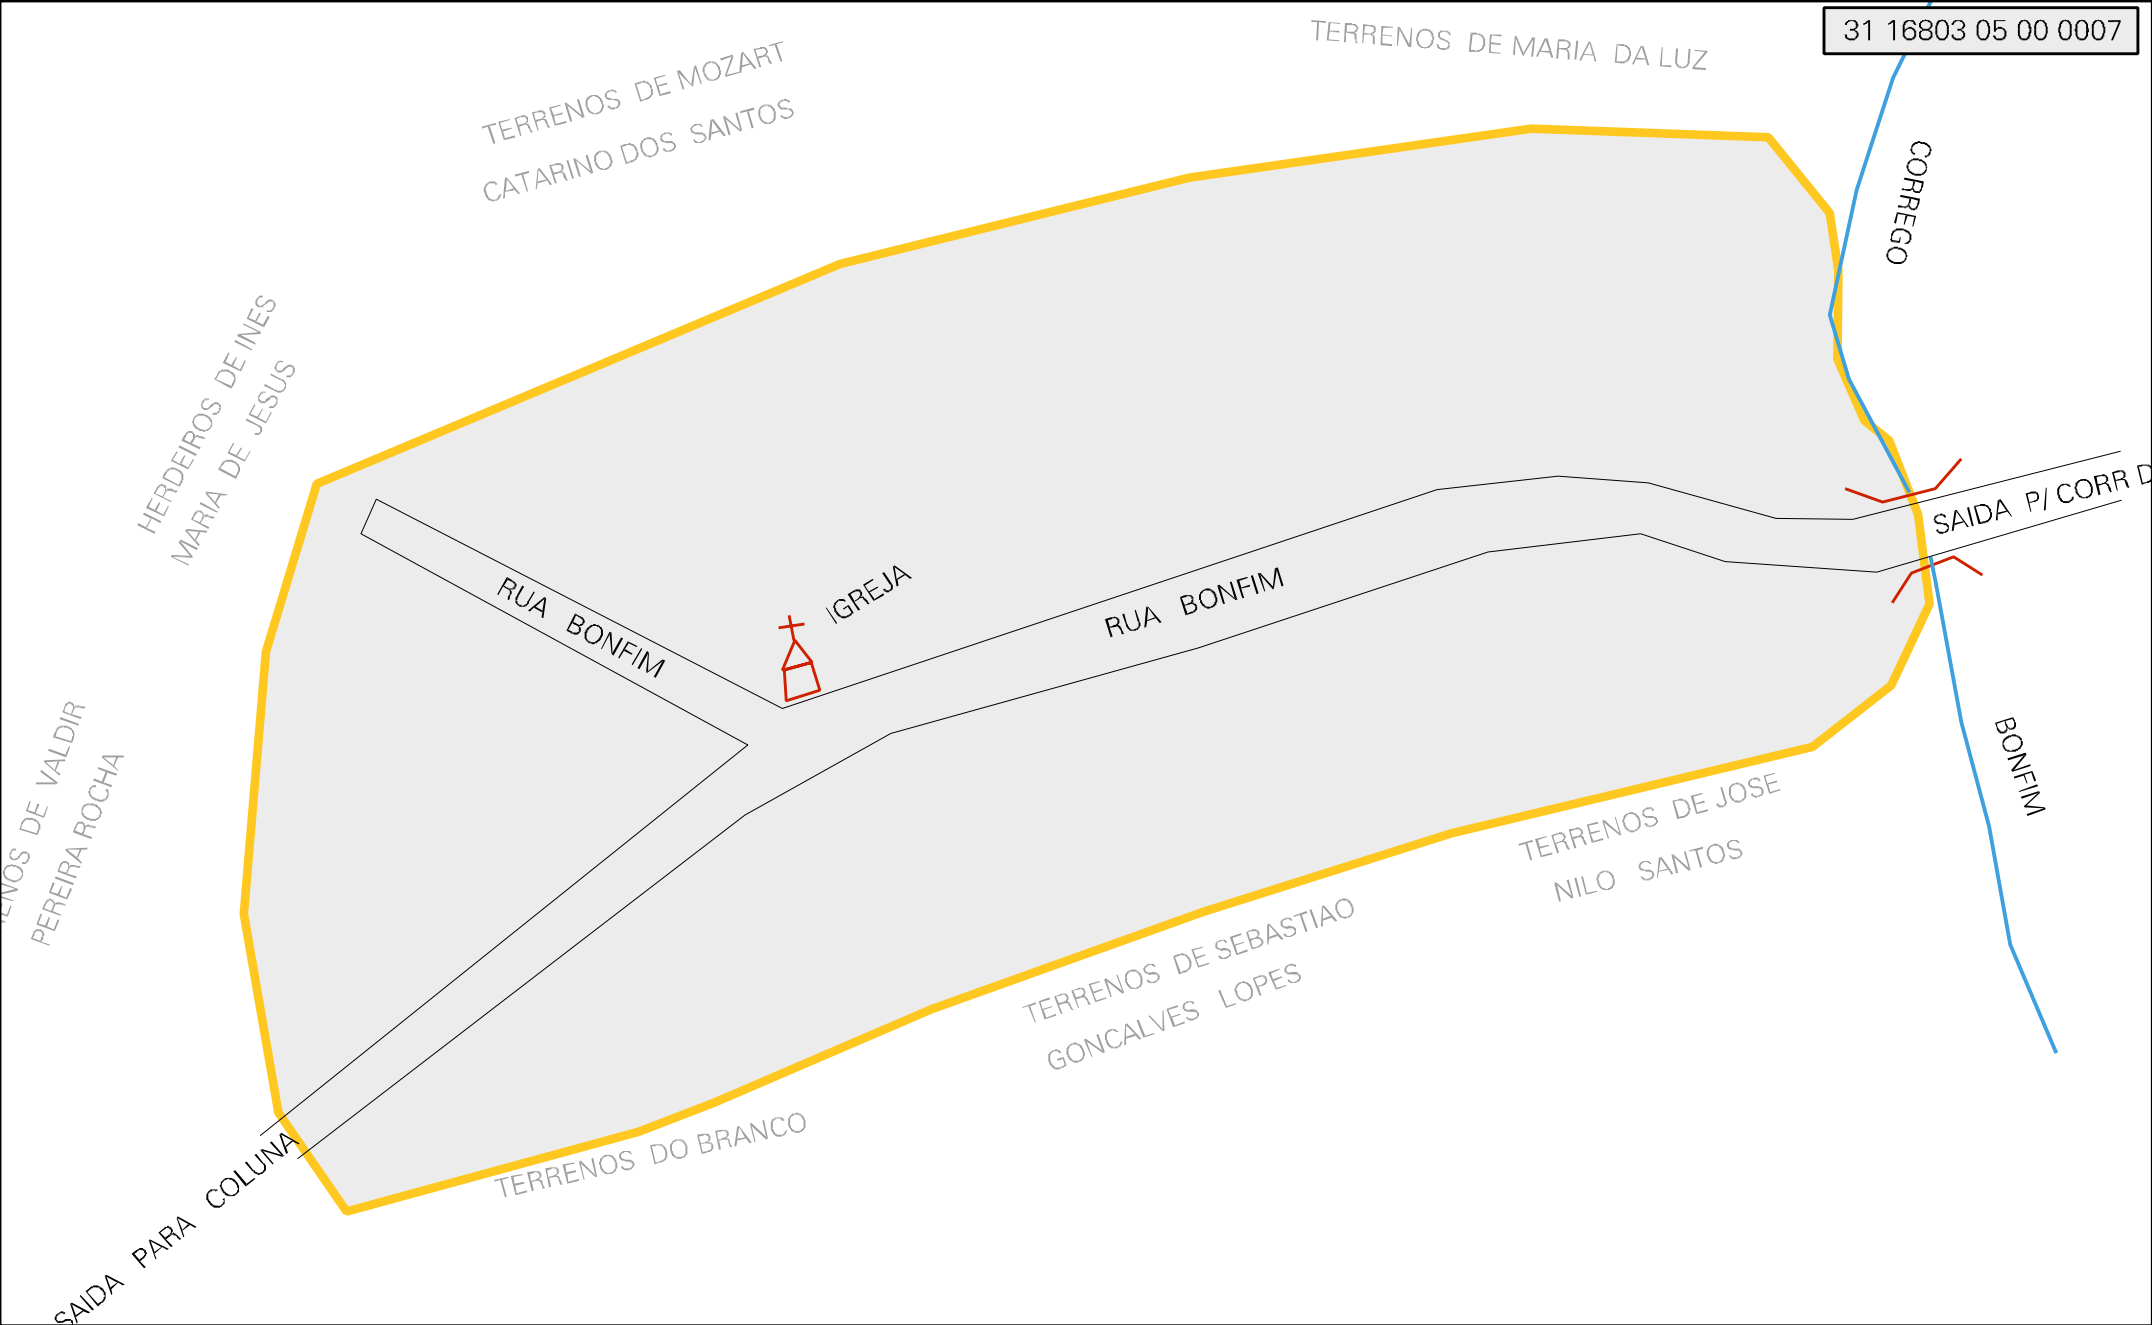 31 16803 05 00 0007
TERRENOS DE MARIA DA LUZ
TERRENOS DE MOZART
CATARINO DOS SANTOS
CORREGO
HERDEIROS DE INES
MARIA DE JESUS
SAIDA P/ CORR D
RUA BONFIM
IGREJA
RUA BONFIM
DE VALDIR
PEREIRA ROCHA
BONFIM
TERRENOS DE JOSE
NILO SANTOS
TERRENOS DE SEBASTIAO
GONCALVES LOPES
TERRENOS DO BRANCO
SAIDA PARA COLUNA